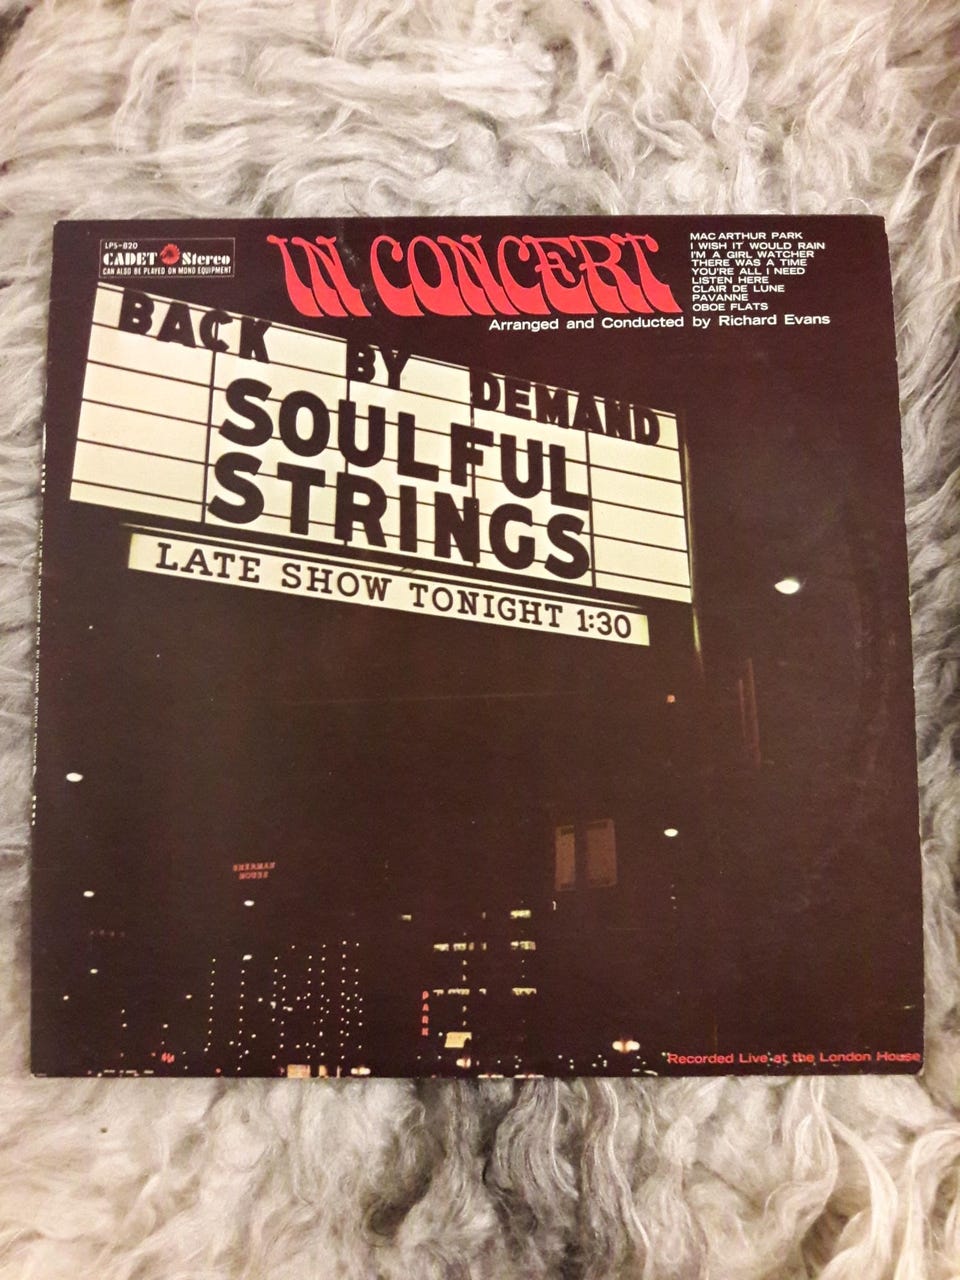 LPS-820
CADET Stereo
CAN ALSO BE PLAYED ON MONO EQUIPMENT
IN CONCERT
MAC ARTHUR PARK
I WISH IT WOULD RAIN
I'M A GIRL WATCHER
THERE WAS A TIME
YOU'RE ALL I NEED
LISTEN HERE
CLAIR DE LUNE
PAVANNE
OBOE FLATS
Arranged and Conducted by Richard Evans
BACK BY DEMAND
SOULFUL
STRINGS
LATE SHOW TONIGHT 1:30
SHERMAN
HOUSE
PARK
Recorded Live at the London House